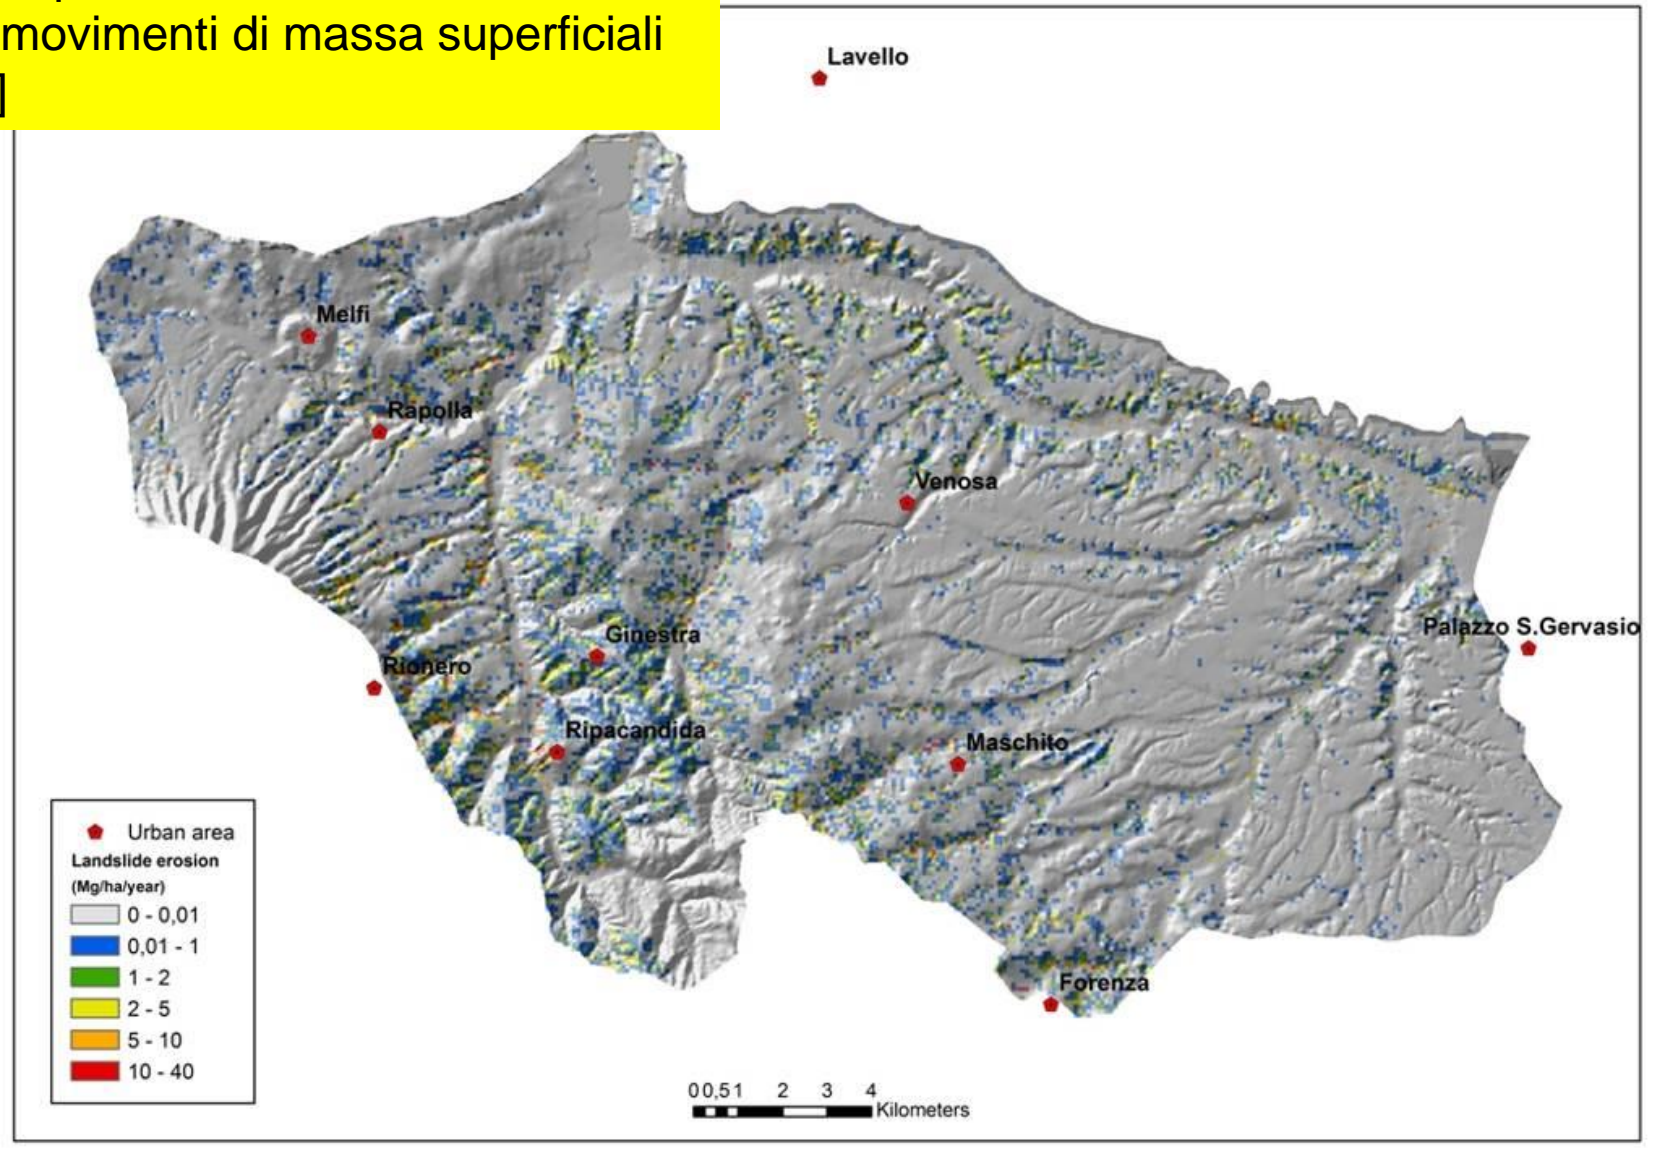 movimenti di massa superficiali
]
Lavello
Melfi
Rapolla
Venosa
Palazzo S.Gervasio
Ginestra
Rionero
Ripacandida
Maschito
Forenza
Urban area
Landslide erosion
(Mg/ha/year)
0 - 0,01
0,01 - 1
1 - 2
2 - 5
5 - 10
10 - 40
0 0,5 1 2 3 4
Kilometers